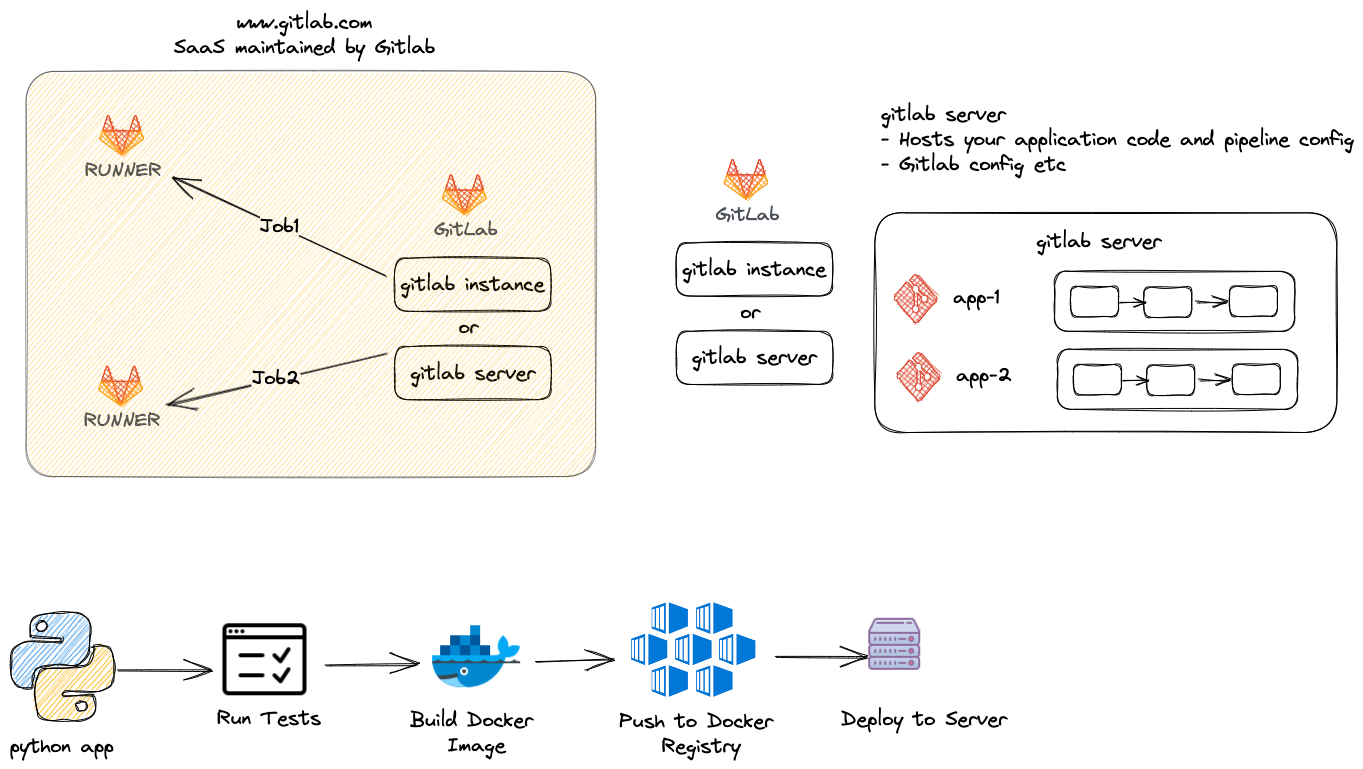 www.gitlab.com
SaaS maintained by Gitlab
RUNNER
Job1
GitLab
gitlab instance
or
gitlab server
Job2
RUNNER
GitLab
gitlab instance
or
gitlab server
gitlab server
- Hosts your application code and pipeline config
- Gitlab config etc
gitlab server
app-1
app-2
python app
Run Tests
Build Docker
Image
Push to Docker
Registry
Deploy to Server